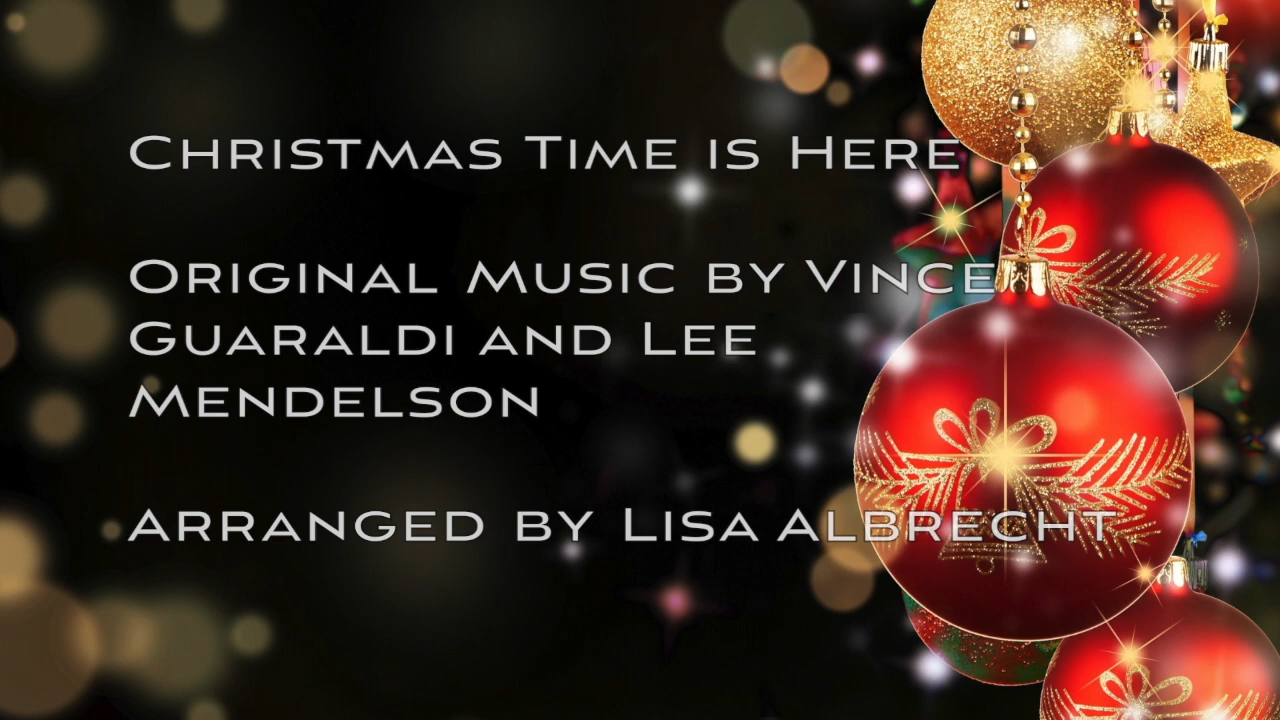 Christmas Time is Here
Original Music by Vince
Guaraldi and Lee
Mendelson
Arranged by Lisa Albrecht